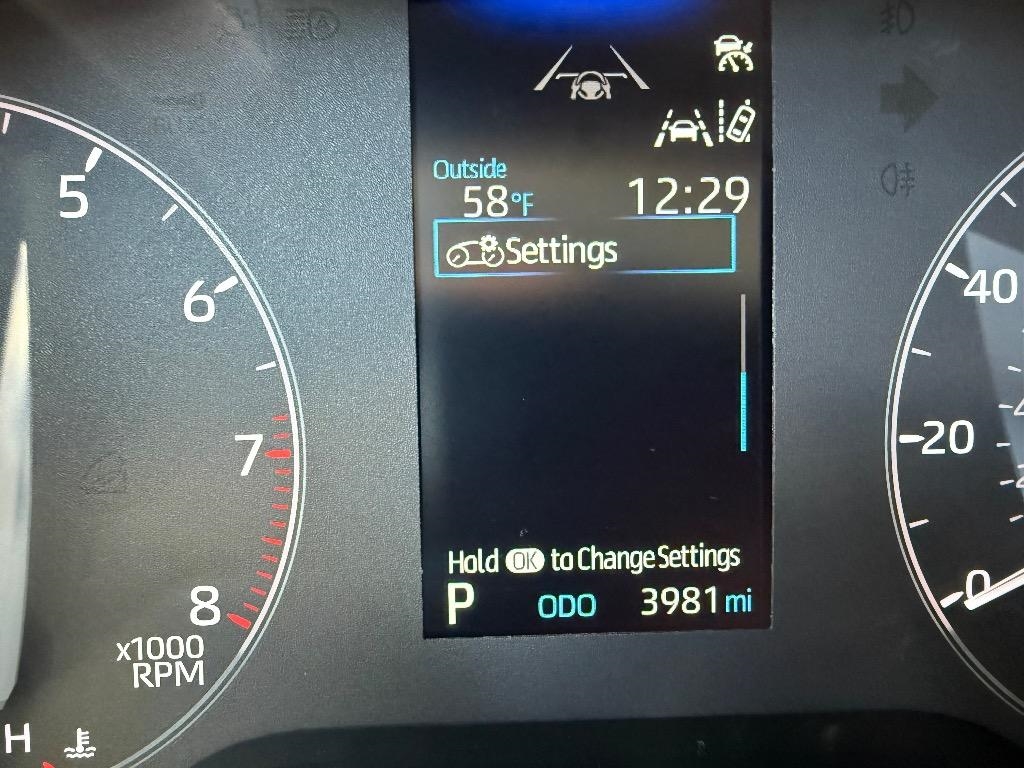 Outside
58°F 12:29
Settings
Hold OK to Change Settings
P ODO 3981 mi
5
6
7
8
x1000
RPM
H
40
20
0